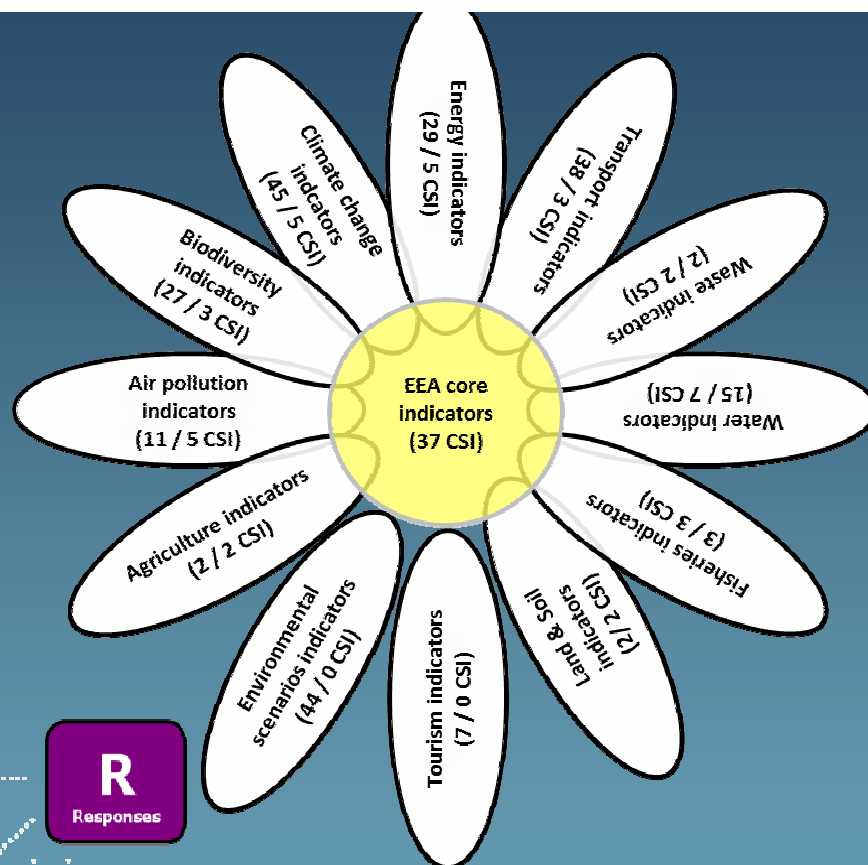 Energy indicators
(29 / 5 CSI)
Transport indicators
(38 / 3 CSI)
Waste indicators
(2 / 2 CSI)
Water indicators
(15 / 7 CSI)
Fisheries indicators
(3 / 3 CSI)
Land & Soil
indicators
(2/ 2 CSI)
Tourism indicators
(7 / 0 CSI)
Environmental
scenarios indicators
(44 / 0 CSI)
Agriculture indicators
(2 / 2 CSI)
Air pollution
indicators
(11 / 5 CSI)
Biodiversity
indicators
(27 / 3 CSI)
Climate change
indcators
(45 / 5 CSI)
EEA core
indicators
(37 CSI)
R
Responses